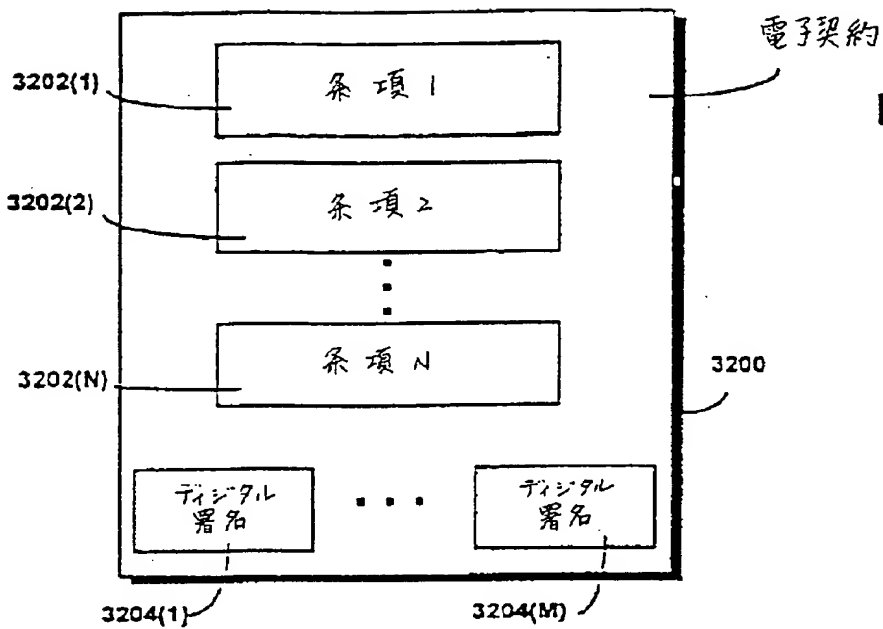 電子契約
3202(1)
条項1
3202(2)
条項2
3202(N)
条項N
3200
ディジタル
署名
ディジタル
署名
3204(1)
3204(M)